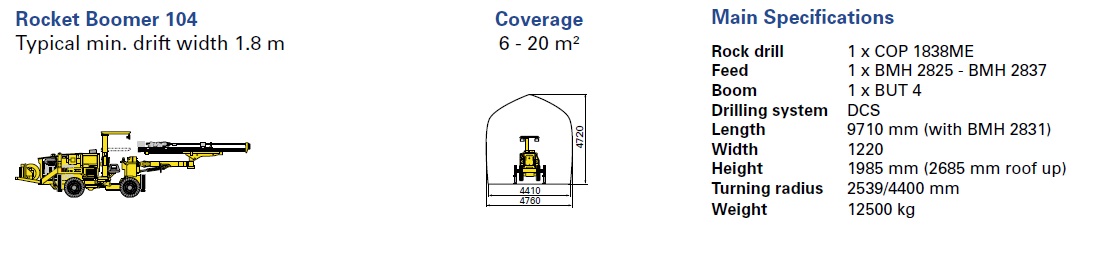 Rocket Boomer 104
Typical min. drift width 1.8 m
Coverage
6 - 20 m²
4720
4410
4760
Main Specifications
Rock drill 1 x COP 1838ME
Feed 1 x BMH 2825 - BMH 2837
Boom 1 x BUT 4
Drilling system DCS
Length 9710 mm (with BMH 2831)
Width 1220
Height 1985 mm (2685 mm roof up)
Turning radius 2539/4400 mm
Weight 12500 kg